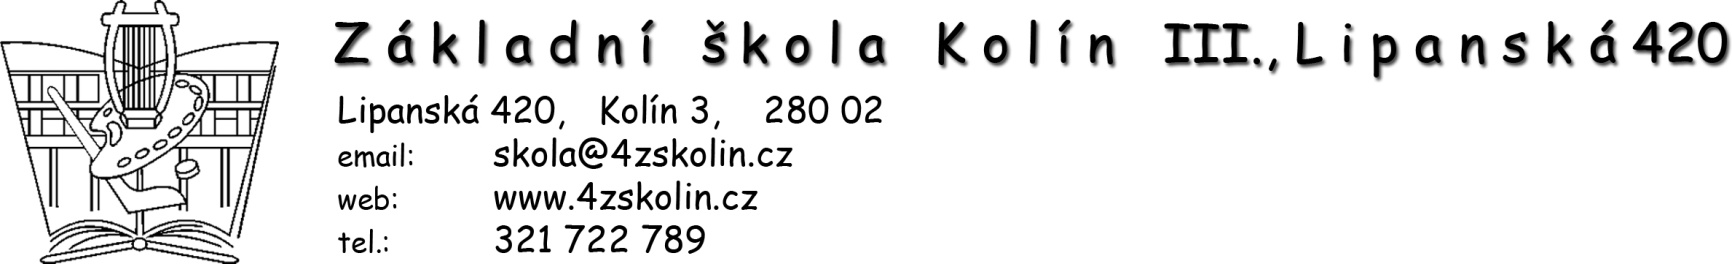 Základní škola Kolín III., Lipanská 420
Lipanská 420, Kolín 3, 280 02
email: skola@4zskolin.cz
web: www.4zskolin.cz
tel.: 321 722 789